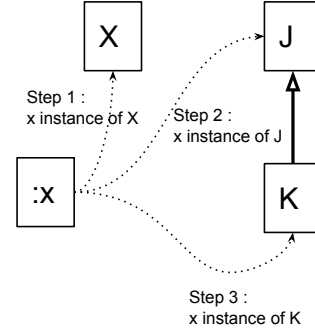 X
J
Step 1 :
x instance of X
Step 2 :
x instance of J
:x
K
Step 3 :
x instance of K